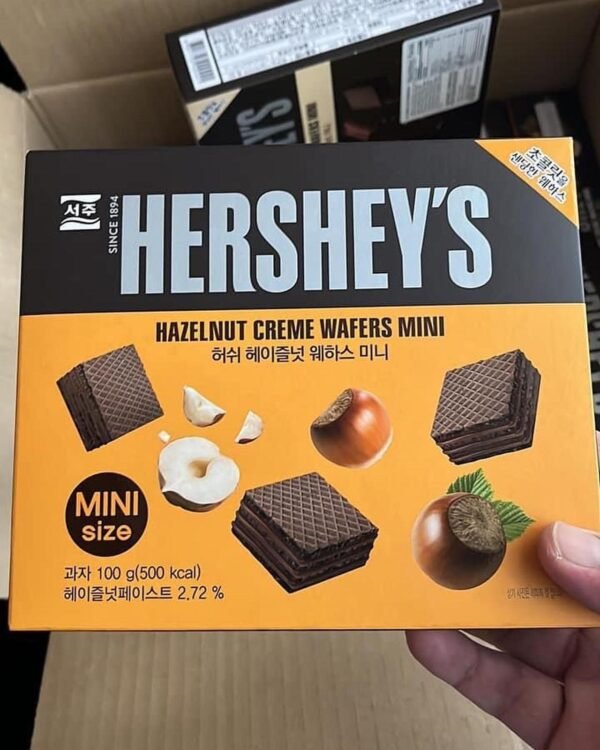 초콜릿을
샌딩한 웨하스
서주
SINCE 1894
HERSHEY'S
HAZELNUT CREME WAFERS MINI
허쉬 헤이즐넛 웨하스 미니
MINI
size
과자 100 g(500 kcal)
헤이즐넛페이스트 2.72 %